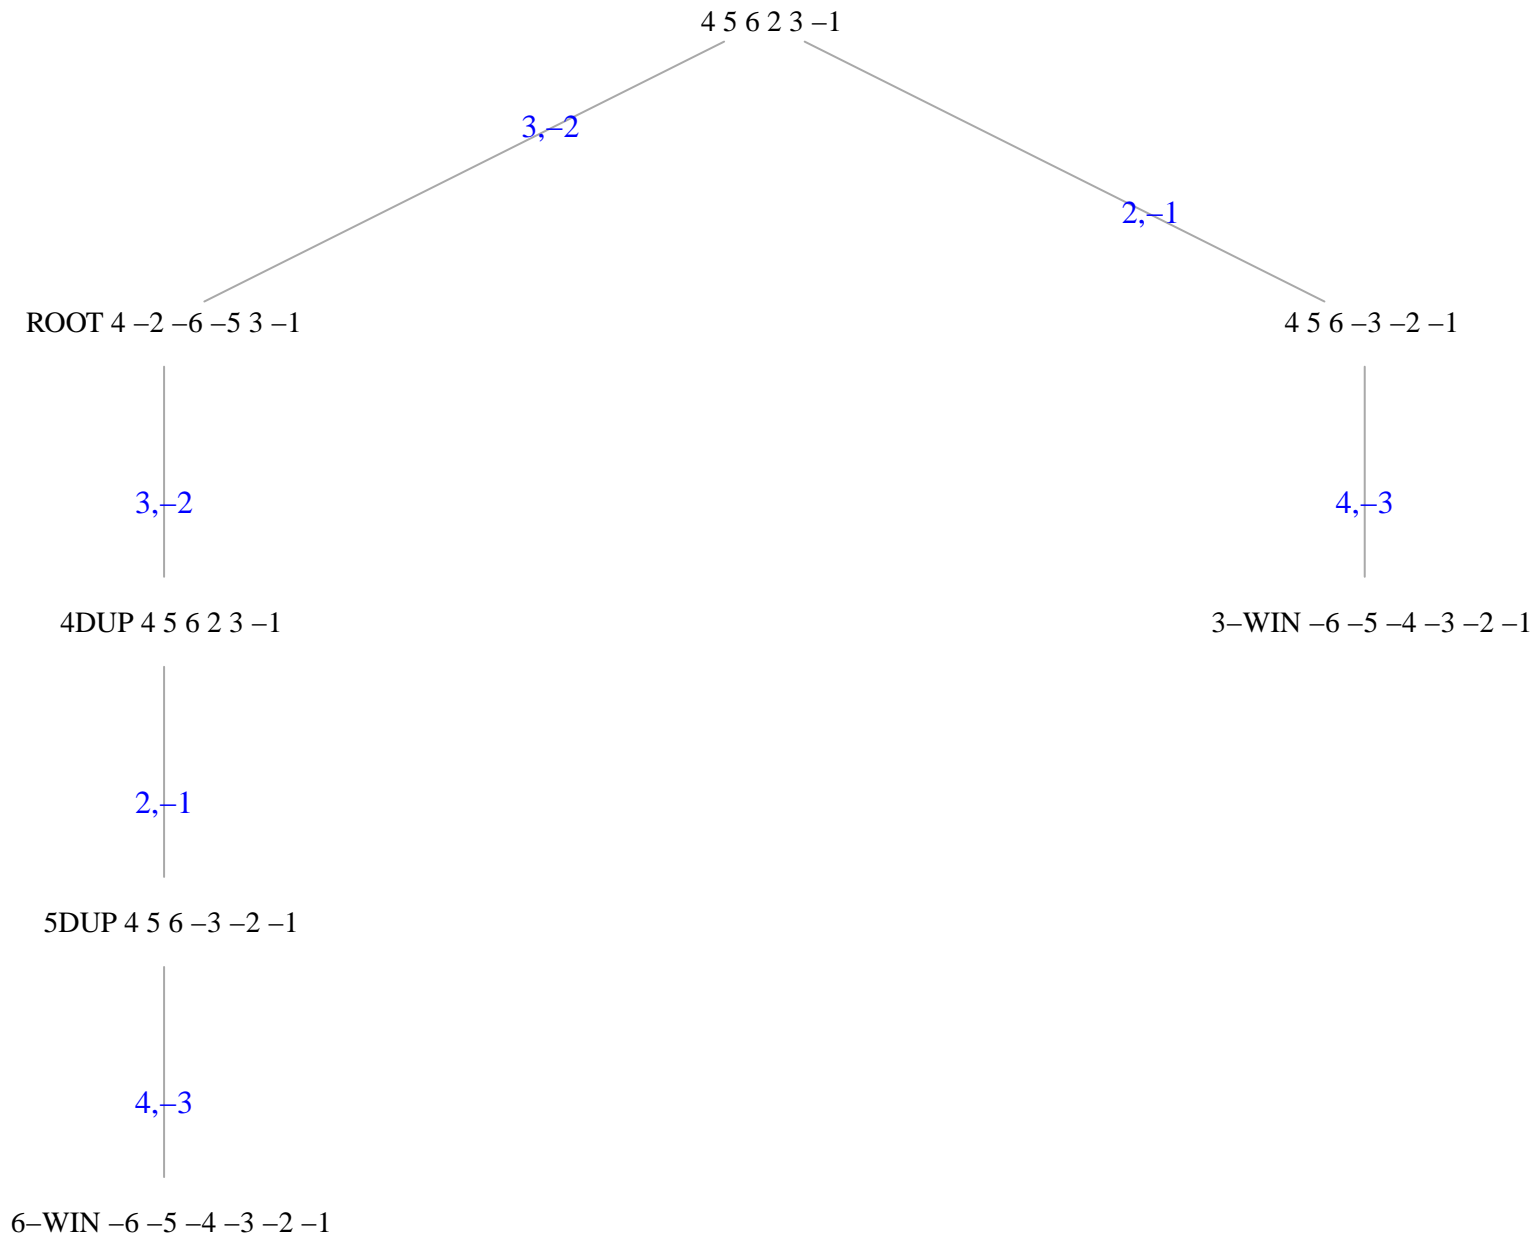 4 5 6 2 3 –1
3,–2
2,–1
ROOT 4 –2 –6 –5 3 –1
4 5 6 –3 –2 –1
3,–2
4,–3
4DUP 4 5 6 2 3 –1
3–WIN –6 –5 –4 –3 –2 –1
2,–1
5DUP 4 5 6 –3 –2 –1
4,–3
6–WIN –6 –5 –4 –3 –2 –1